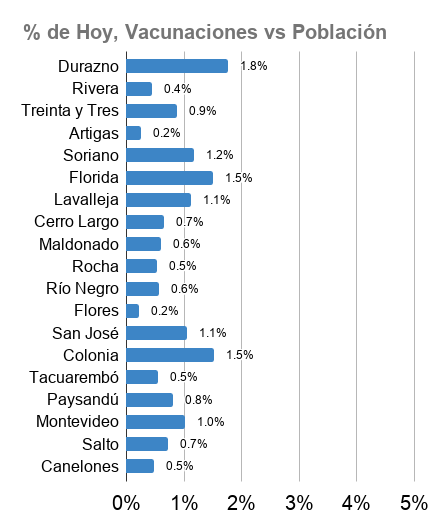 % de Hoy, Vacunaciones vs Población
Durazno 1.8%
Rivera 0.4%
Treinta y Tres 0.9%
Artigas 0.2%
Soriano 1.2%
Florida 1.5%
Lavalleja 1.1%
Cerro Largo 0.7%
Maldonado 0.6%
Rocha 0.5%
Río Negro 0.6%
Flores 0.2%
San José 1.1%
Colonia 1.5%
Tacuarembó 0.5%
Paysandú 0.8%
Montevideo 1.0%
Salto 0.7%
Canelones 0.5%
0% 1% 2% 3% 4% 5%